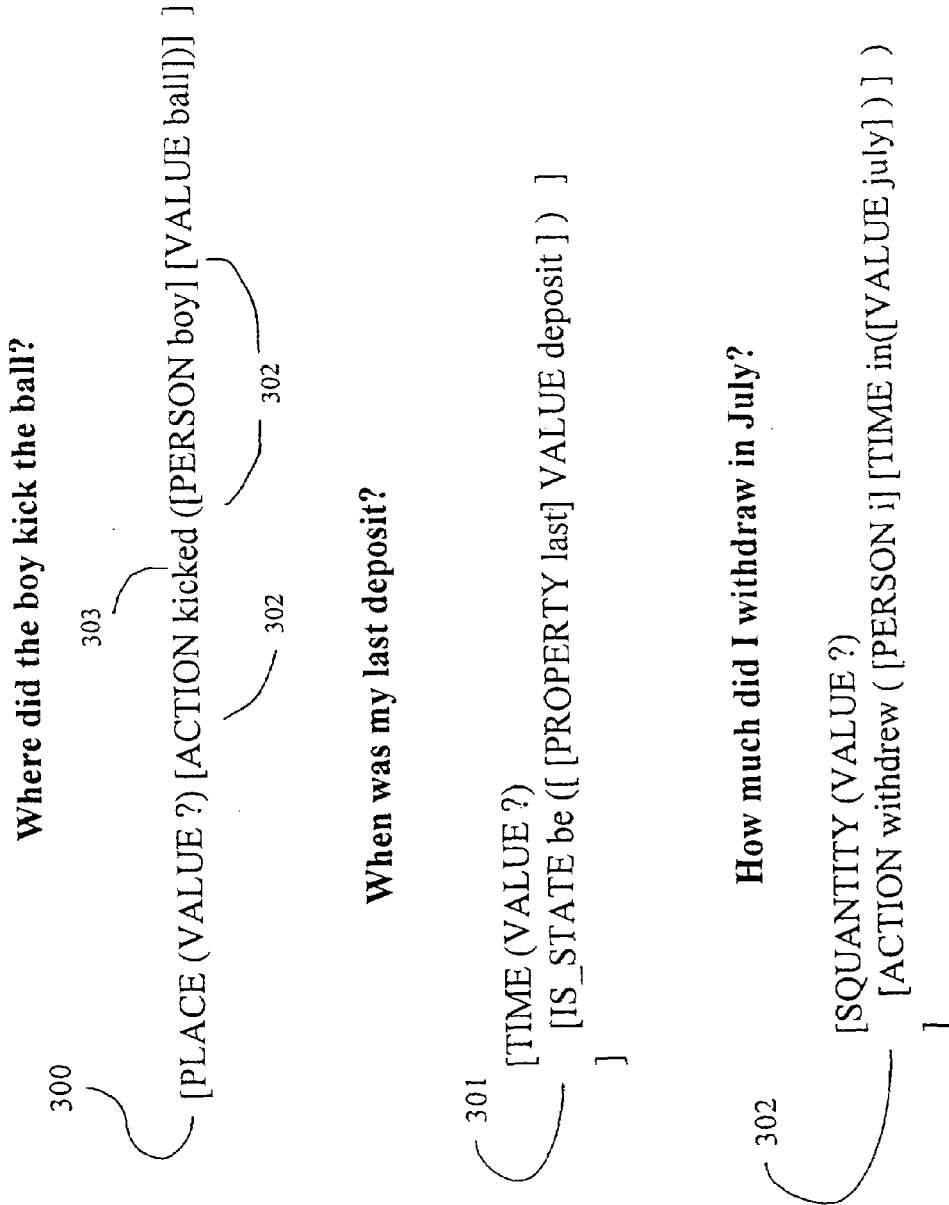 Where did the boy kick the ball?
300
303
[PLACE (VALUE ?) [ACTION kicked ([PERSON boy] [VALUE ball])] ]
302
302
When was my last deposit?
301
[TIME (VALUE ?)
[IS_STATE be ([ [PROPERTY last] VALUE deposit ] ) ]
]
How much did I withdraw in July?
302
[SQUANTITY (VALUE ?)
[ACTION withdrew ( [PERSON i] [TIME in([VALUE july] ) ] )
]